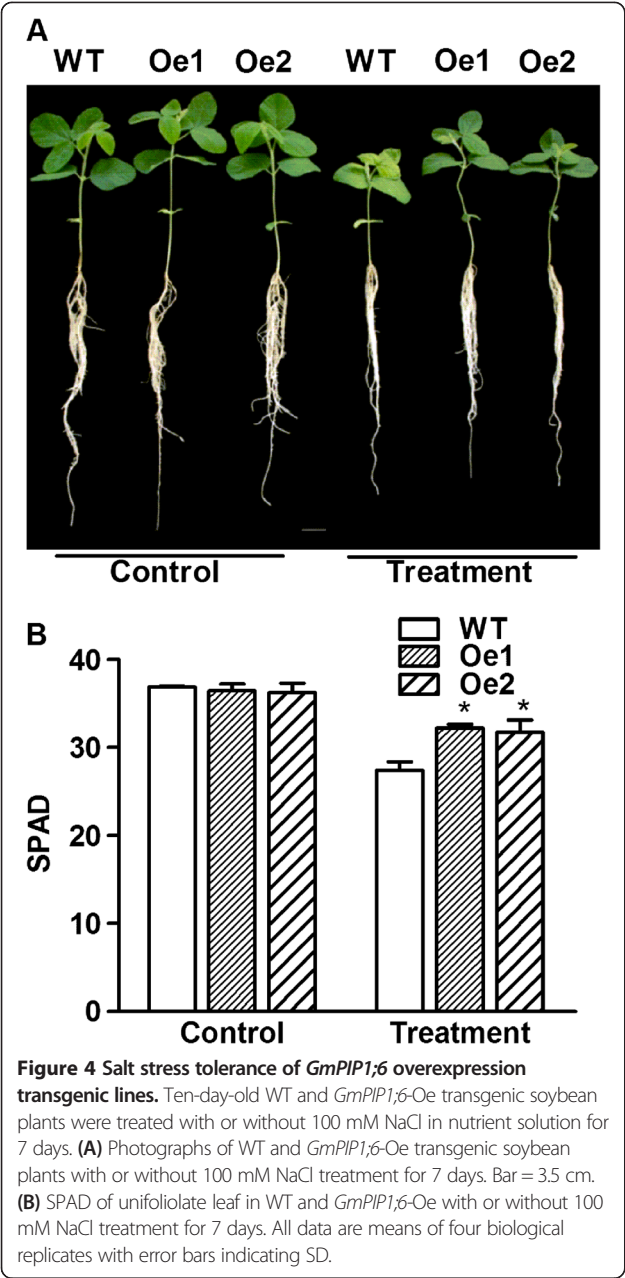 A
WT Oe1 Oe2 WT Oe1 Oe2
Control Treatment
B
WT
Oe1
Oe2
* *
40
30
20
10
0
SPAD
Control Treatment
Figure 4 Salt stress tolerance of GmPIP1;6 overexpression
transgenic lines. Ten-day-old WT and GmPIP1;6-Oe transgenic soybean
plants were treated with or without 100 mM NaCl in nutrient solution for
7 days. (A) Photographs of WT and GmPIP1;6-Oe transgenic soybean
plants with or without 100 mM NaCl treatment for 7 days. Bar = 3.5 cm.
(B) SPAD of unifoliolate leaf in WT and GmPIP1;6-Oe with or without 100
mM NaCl treatment for 7 days. All data are means of four biological
replicates with error bars indicating SD.